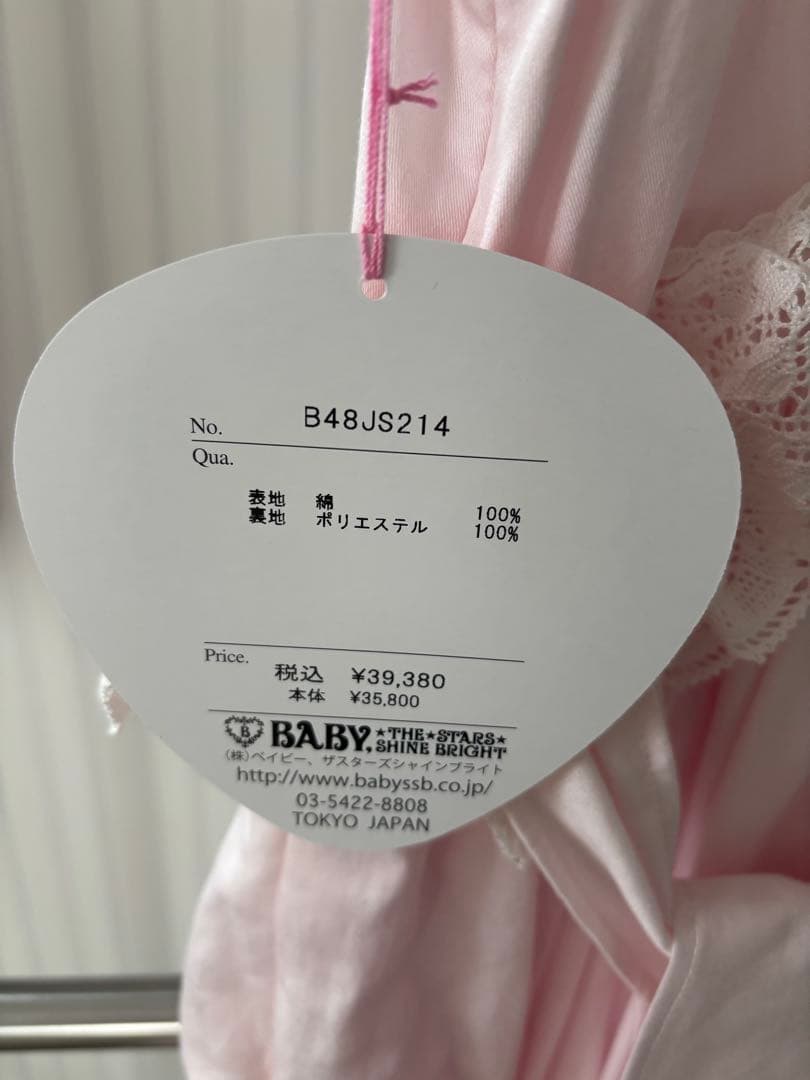 No. B48JS214
Qua.
表地 綿 100%
裏地 ポリエステル 100%
Price.
税込 ¥39,380
本体 ¥35,800
B BABY, ★THE★STARS★
SHINE BRIGHT
(株)ベイビー、ザスターズシャインブライト
http://www.babyssb.co.jp/
03-5422-8808
TOKYO JAPAN